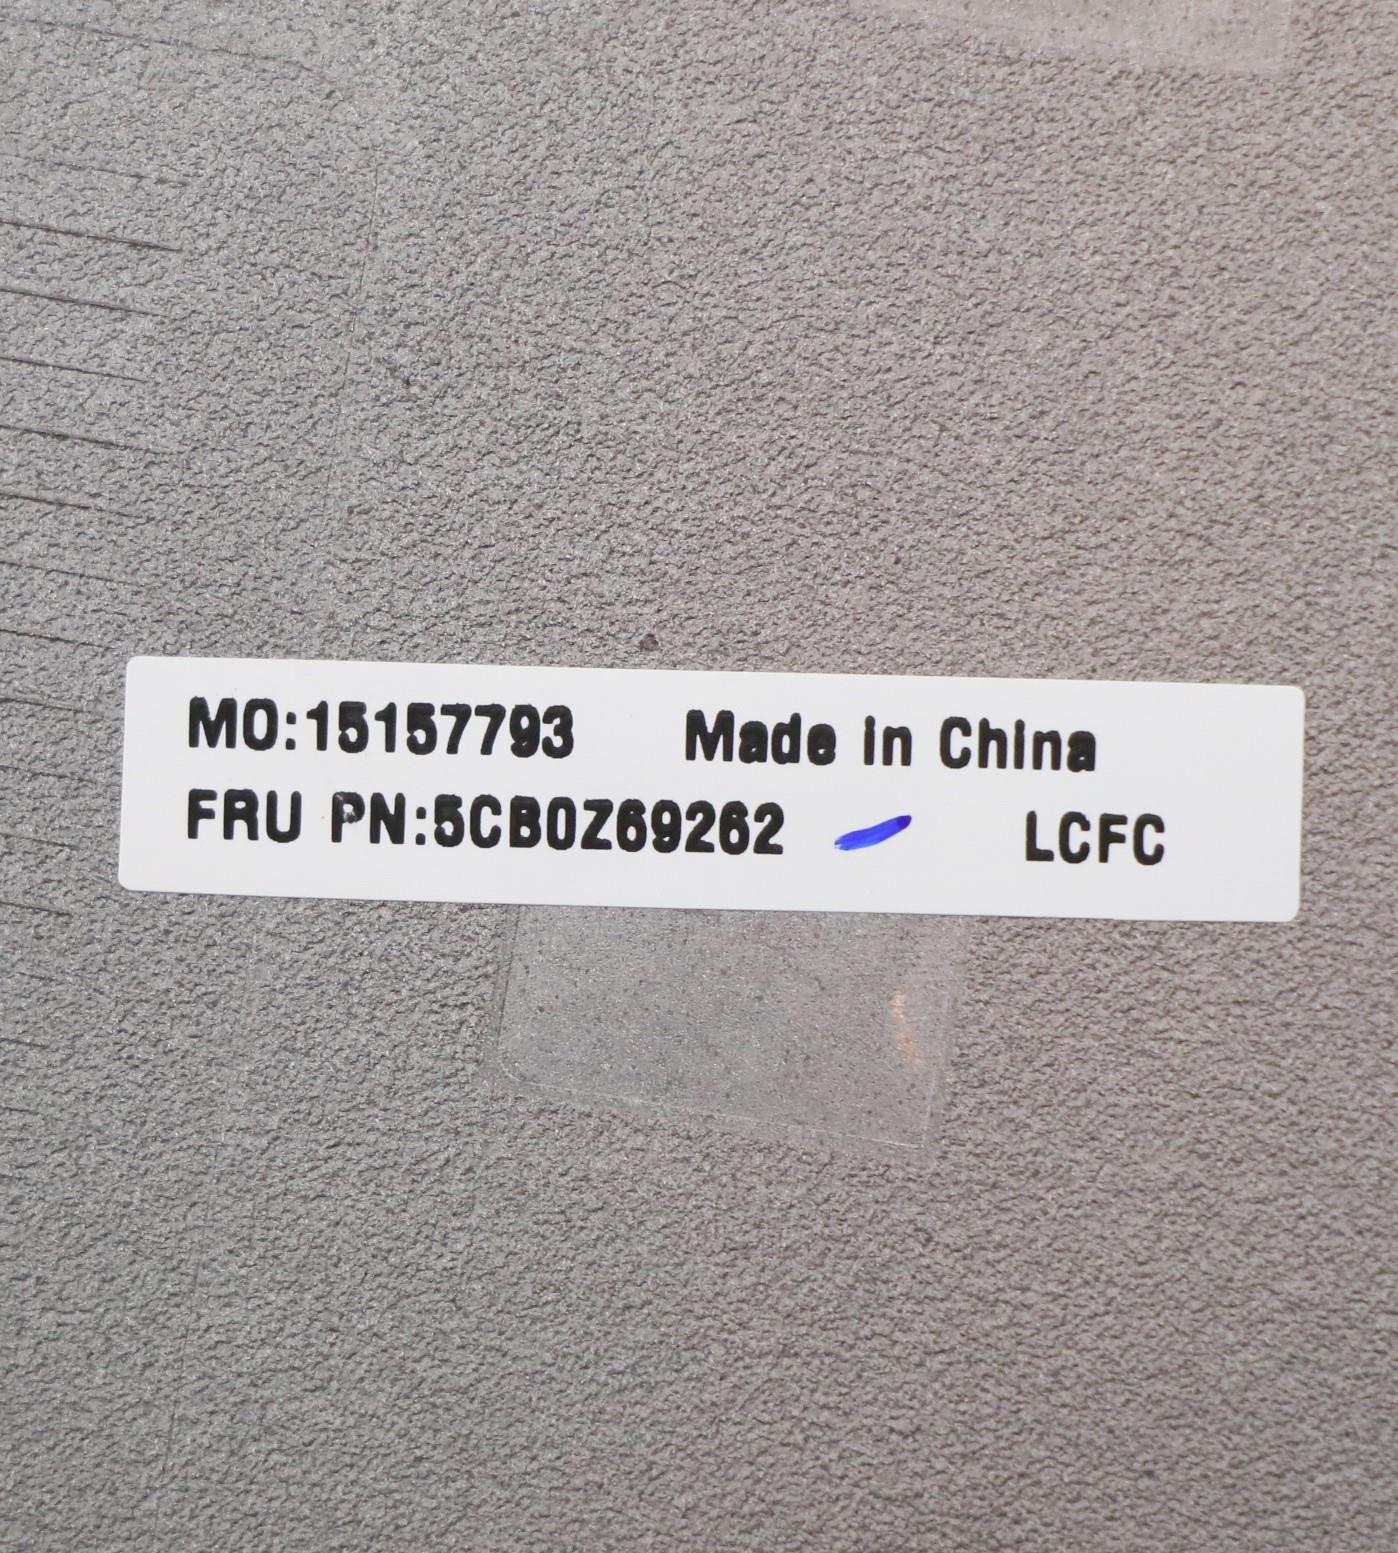 MO:15157793 Made in China
FRU PN:5CB0Z69262 LCFC